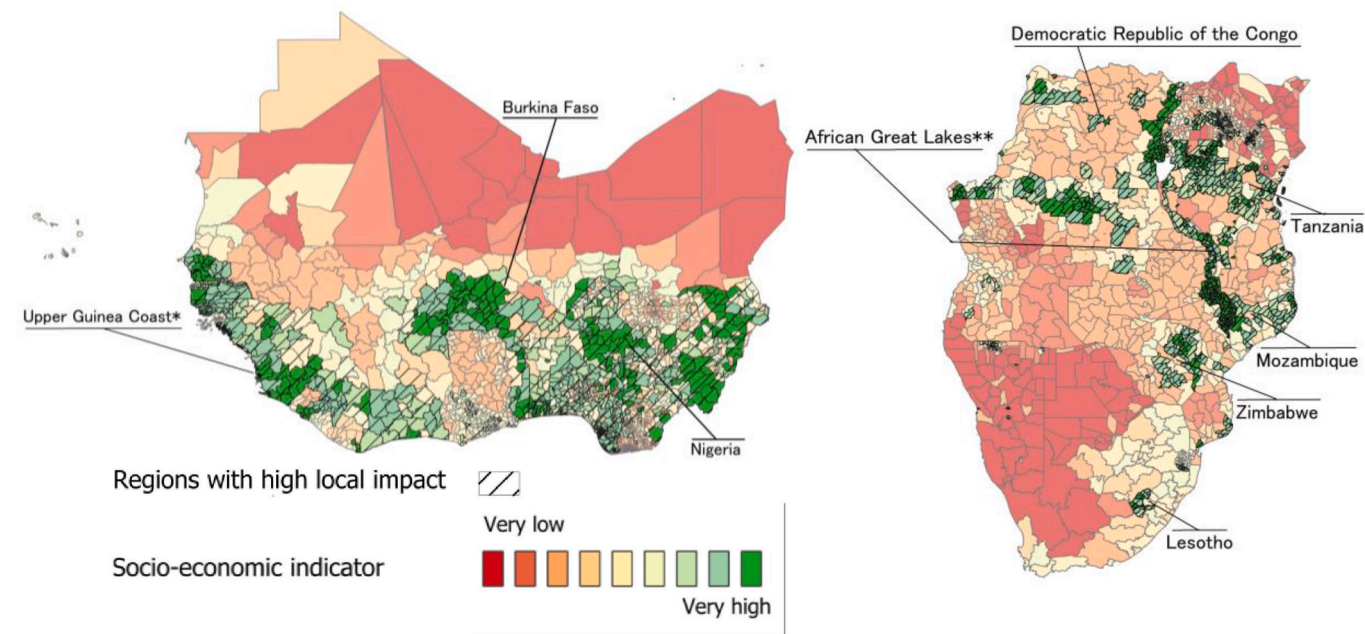 Democratic Republic of the Congo
Burkina Faso
African Great Lakes**
Tanzania
Upper Guinea Coast*
Mozambique
Zimbabwe
Nigeria
Regions with high local impact
Very low
Lesotho
Socio-economic indicator
Very high